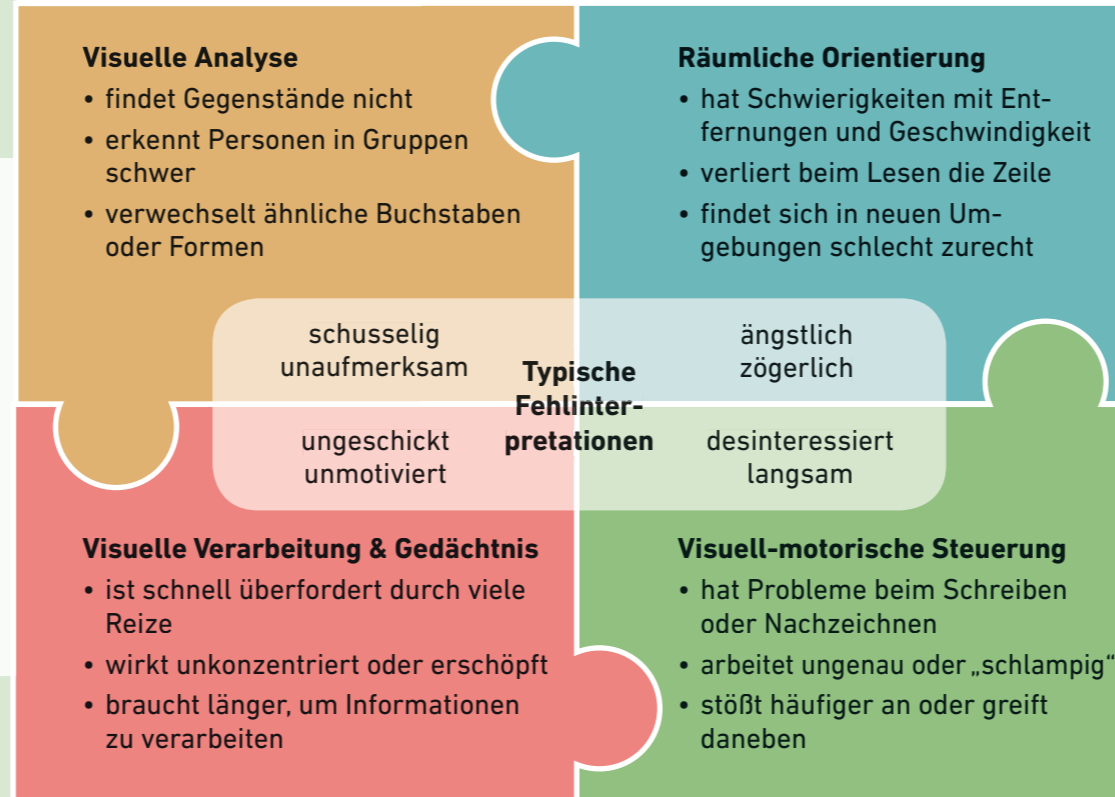 Visuelle Analyse
• findet Gegenstände nicht
• erkennt Personen in Gruppen
schwer
• verwechselt ähnliche Buchstaben
oder Formen
Räumliche Orientierung
• hat Schwierigkeiten mit Ent-
fernungen und Geschwindigkeit
• verliert beim Lesen die Zeile
• findet sich in neuen Um-
gebungen schlecht zurecht
schusselig
unaufmerksam
Typische
Fehlinter-
pretationen
ängstlich
zögerlich
ungeschickt
unmotiviert
desinteressiert
langsam
Visuelle Verarbeitung & Gedächtnis
• ist schnell überfordert durch viele
Reize
• wirkt unkonzentriert oder erschöpft
• braucht länger, um Informationen
zu verarbeiten
Visuell-motorische Steuerung
• hat Probleme beim Schreiben
oder Nachzeichnen
• arbeitet ungenau oder „schlampig“
• stößt häufiger an oder greift
daneben